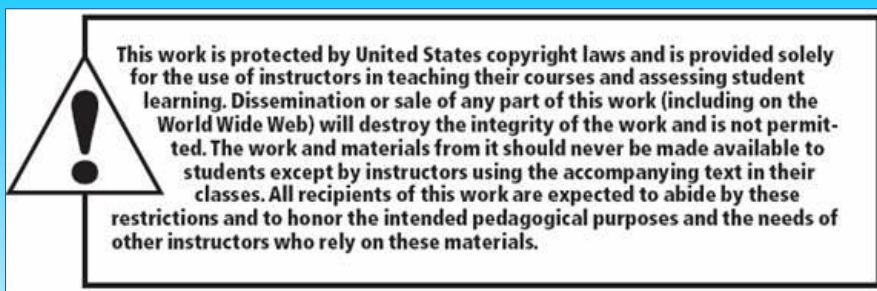 This work is protected by United States copyright laws and is provided solely
for the use of instructors in teaching their courses and assessing student
learning. Dissemination or sale of any part of this work (including on the
World Wide Web) will destroy the integrity of the work and is not permit-
ted. The work and materials from it should never be made available to
students except by instructors using the accompanying text in their
classes. All recipients of this work are expected to abide by these
restrictions and to honor the intended pedagogical purposes and the needs of
other instructors who rely on these materials.